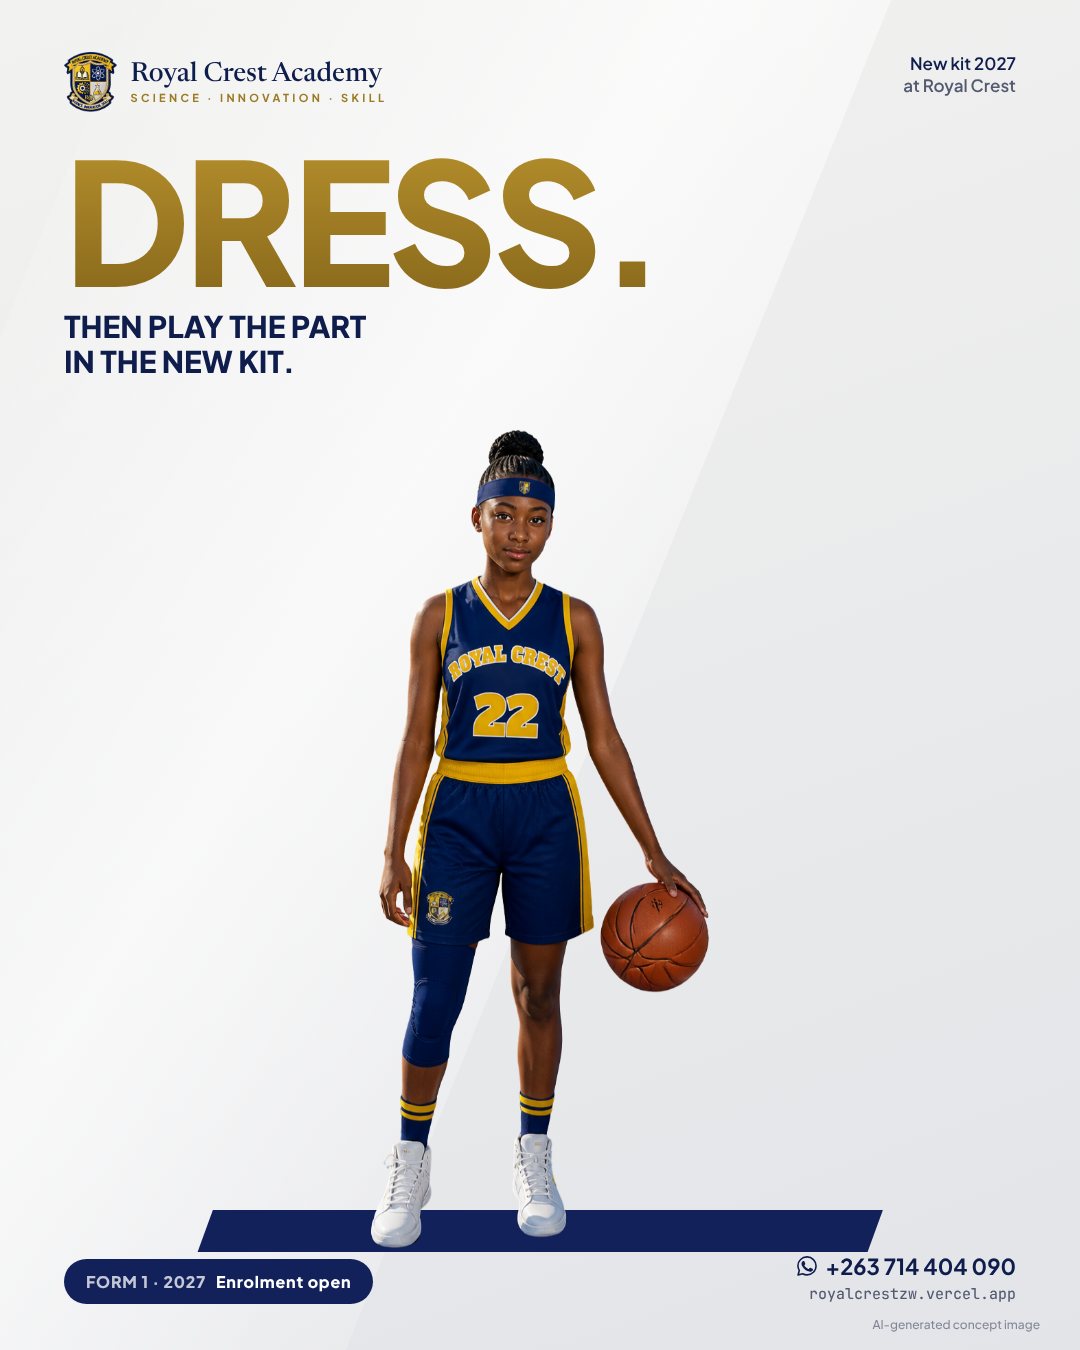 Royal Crest Academy
SCIENCE · INNOVATION · SKILL
New kit 2027
at Royal Crest
DRESS.
THEN PLAY THE PART
IN THE NEW KIT.
ROYAL CREST
22
FORM 1 · 2027 Enrolment open
+263 714 404 090
royalcrestzw.vercel.app
AI-generated concept image